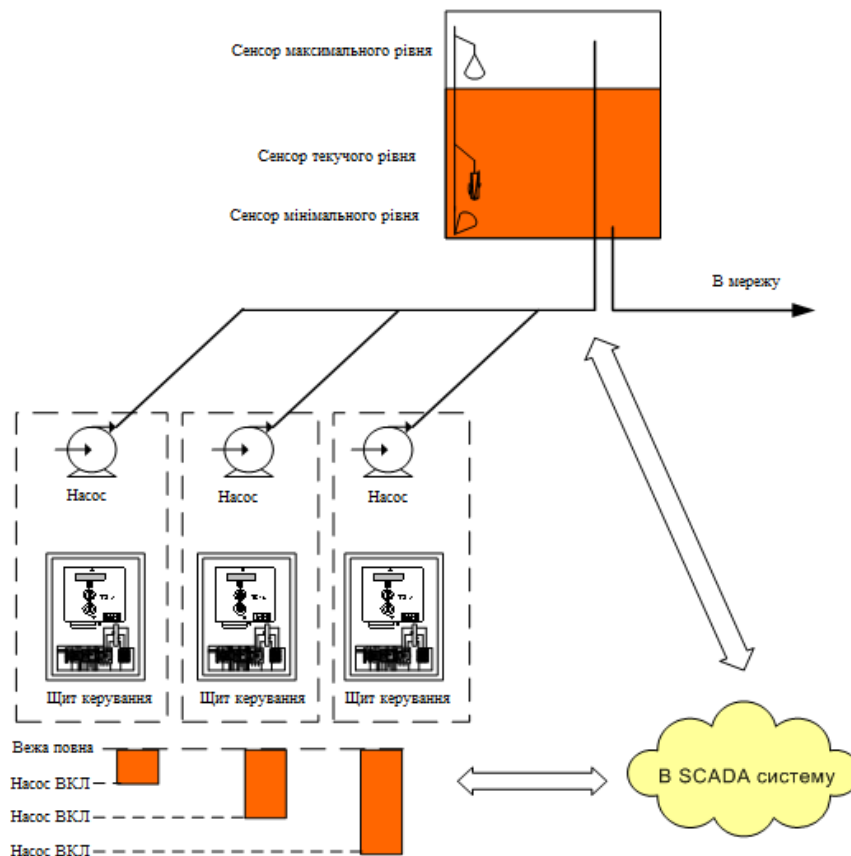 Сенсор максимального рівня
Сенсор текучого рівня
Сенсор мінімального рівня
В мережу
Насос
Насос
Насос
Щит керування
Щит керування
Щит керування
Вежа повна
Насос ВКЛ
Насос ВКЛ
Насос ВКЛ
В SCADA систему